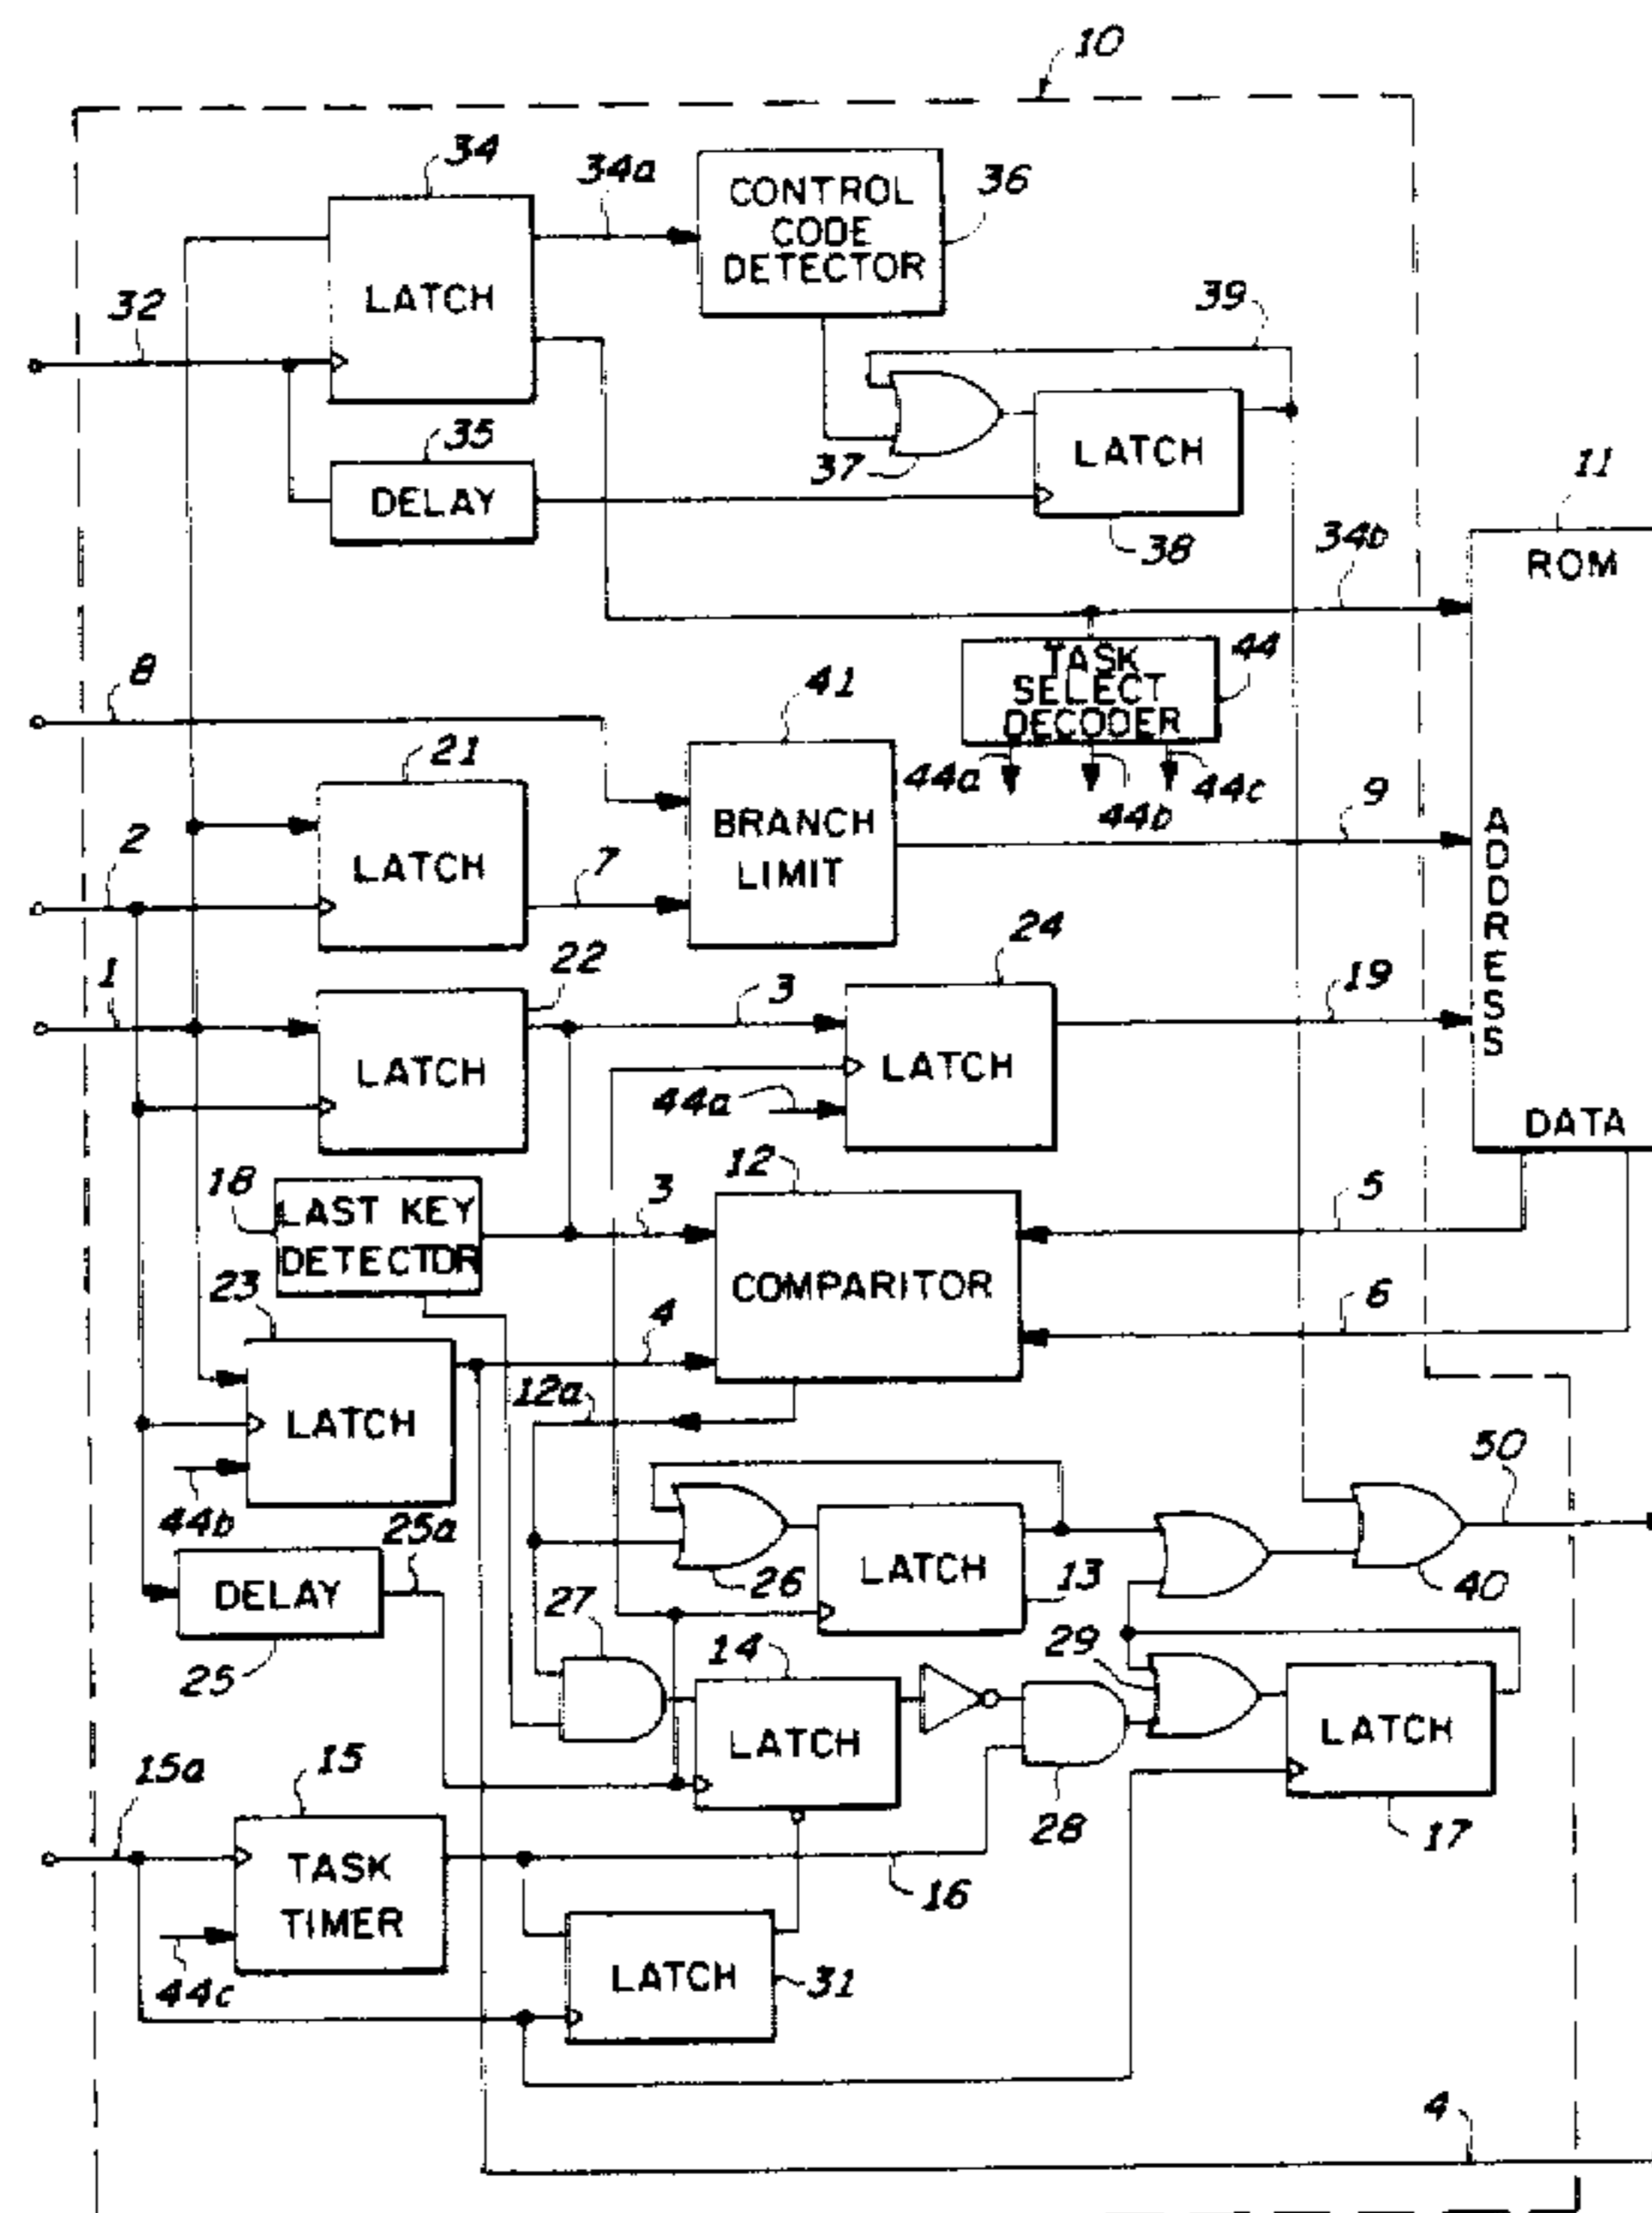 10
34
34a
CONTROL
CODE
DETECTOR
36
LATCH
32
39
35
DELAY
37
LATCH
38
11
ROM
34b
8
41
TASK
SELECT
DECODER
44
44a
44b
44c
21
2
LATCH
7
BRANCH
LIMIT
9
ADDRESS
1
22
LATCH
3
24
LATCH
19
44a
DATA
18
LAST KEY
DETECTOR
3
12
COMPARITOR
5
23
4
6
LATCH
12a
44b
25a
50
26
LATCH
13
40
DELAY
27
25
14
29
LATCH
LATCH
15a
15
28
17
TASK
TIMER
16
44c
LATCH
31
4